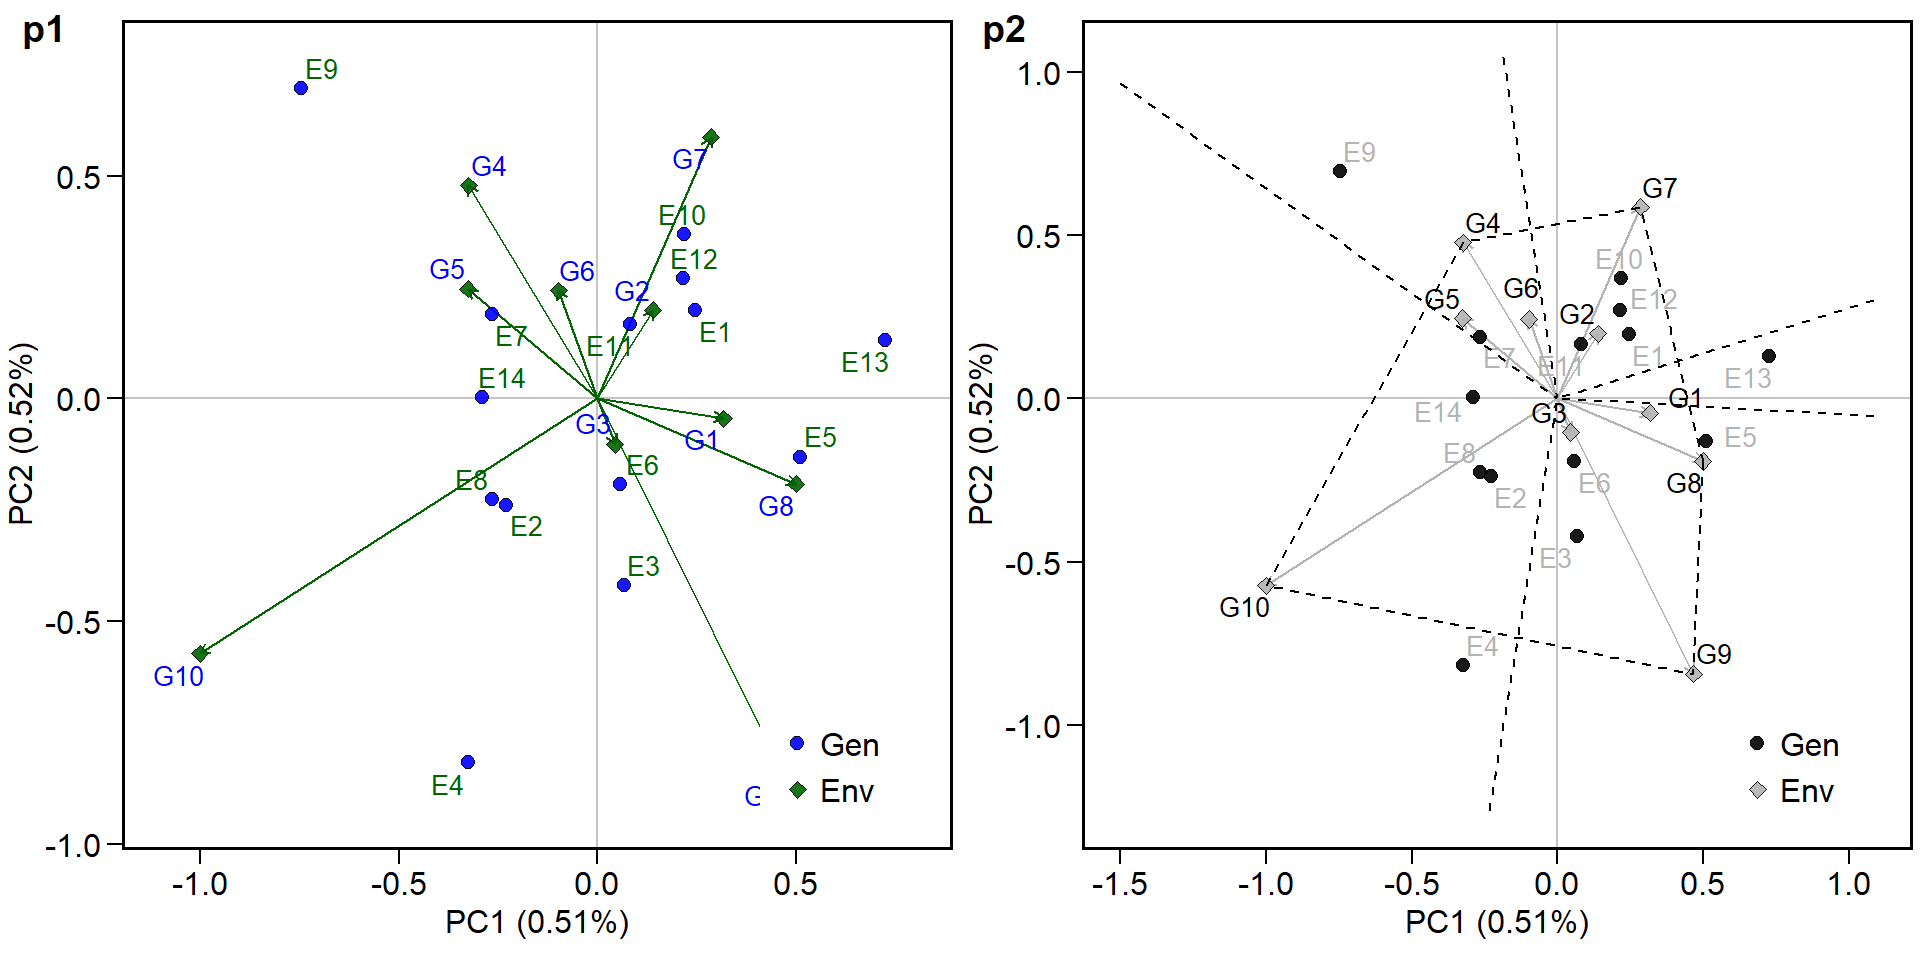 p1
E9
G4
G7
E10
G5
G6
E12
G2
E7
E11
E1
E13
E14
G3
G1
E5
E8
E6
G8
E2
E3
G10
E4
G
Gen
Env
0.5
0.0
-0.5
-1.0
-1.0
-0.5
0.0
0.5
PC1 (0.51%)
PC2 (0.52%)
p2
E9
G7
G4
E10
G5
G6
E12
G2
E7
E11
E1
E13
G1
E14
G3
E5
E8
E6
G8
E2
E3
G10
E4
G9
Gen
Env
1.0
0.5
0.0
-0.5
-1.0
-1.5
-1.0
-0.5
0.0
0.5
1.0
PC1 (0.51%)
PC2 (0.52%)